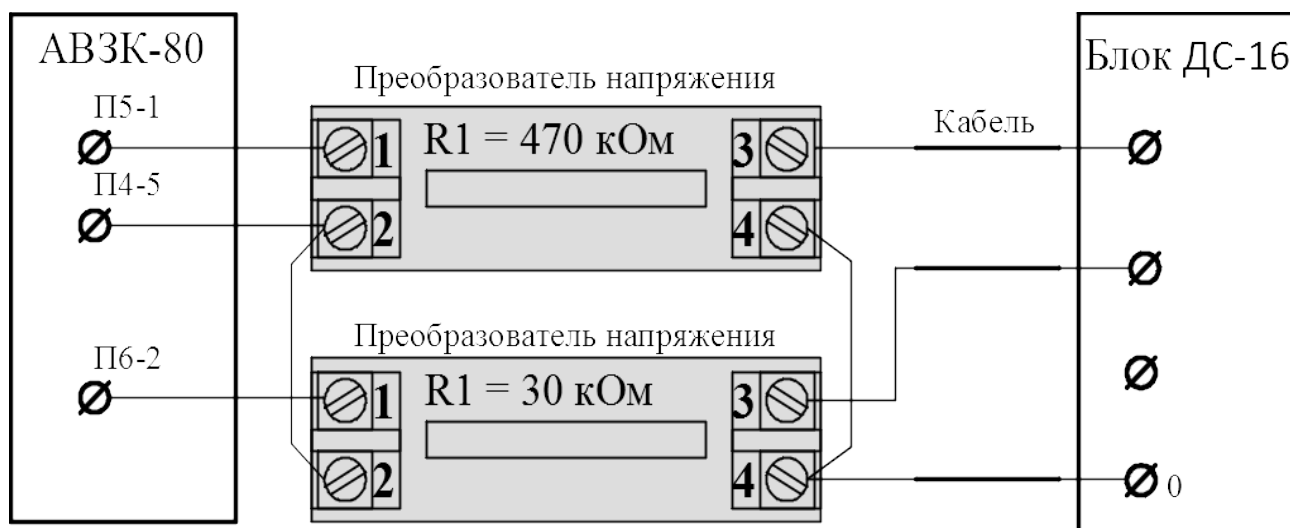 АВЗК-80
П5-1
П4-5
П6-2
Преобразователь напряжения
1
R1 = 470 кОм
3
2
4
Преобразователь напряжения
1
R1 = 30 кОм
3
2
4
Кабель
Блок ДС-16
0